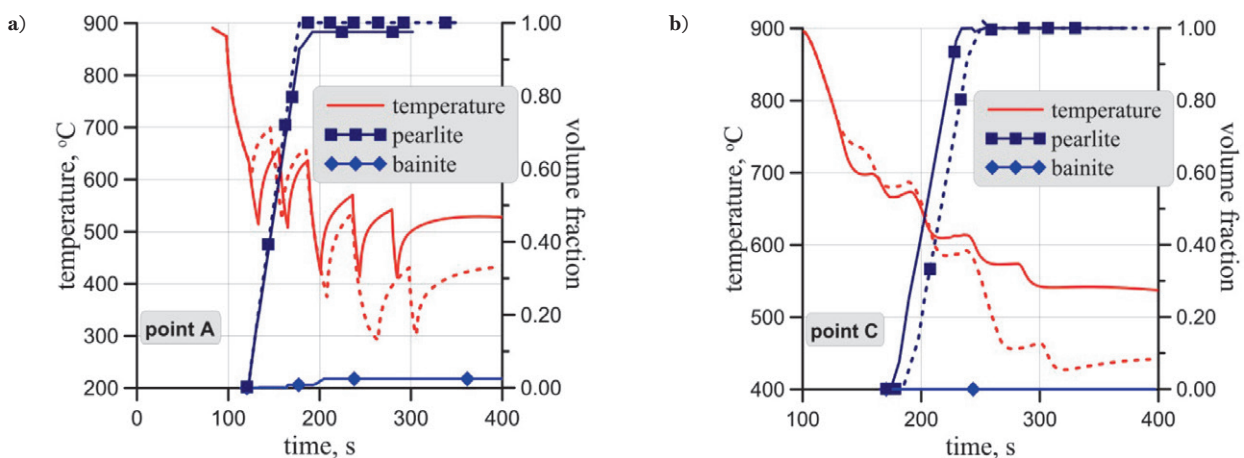 a)
900
800
700
600
500
400
300
200
temperature, °C
temperature
pearlite
bainite
point A
1.00
0.80
0.60
0.40
0.20
0.00
volume fraction
0
100
200
300
400
time, s
b)
900
800
700
600
500
400
temperature, °C
temperature
pearlite
bainite
point C
1.00
0.80
0.60
0.40
0.20
0.00
volume fraction
100
200
300
400
time, s